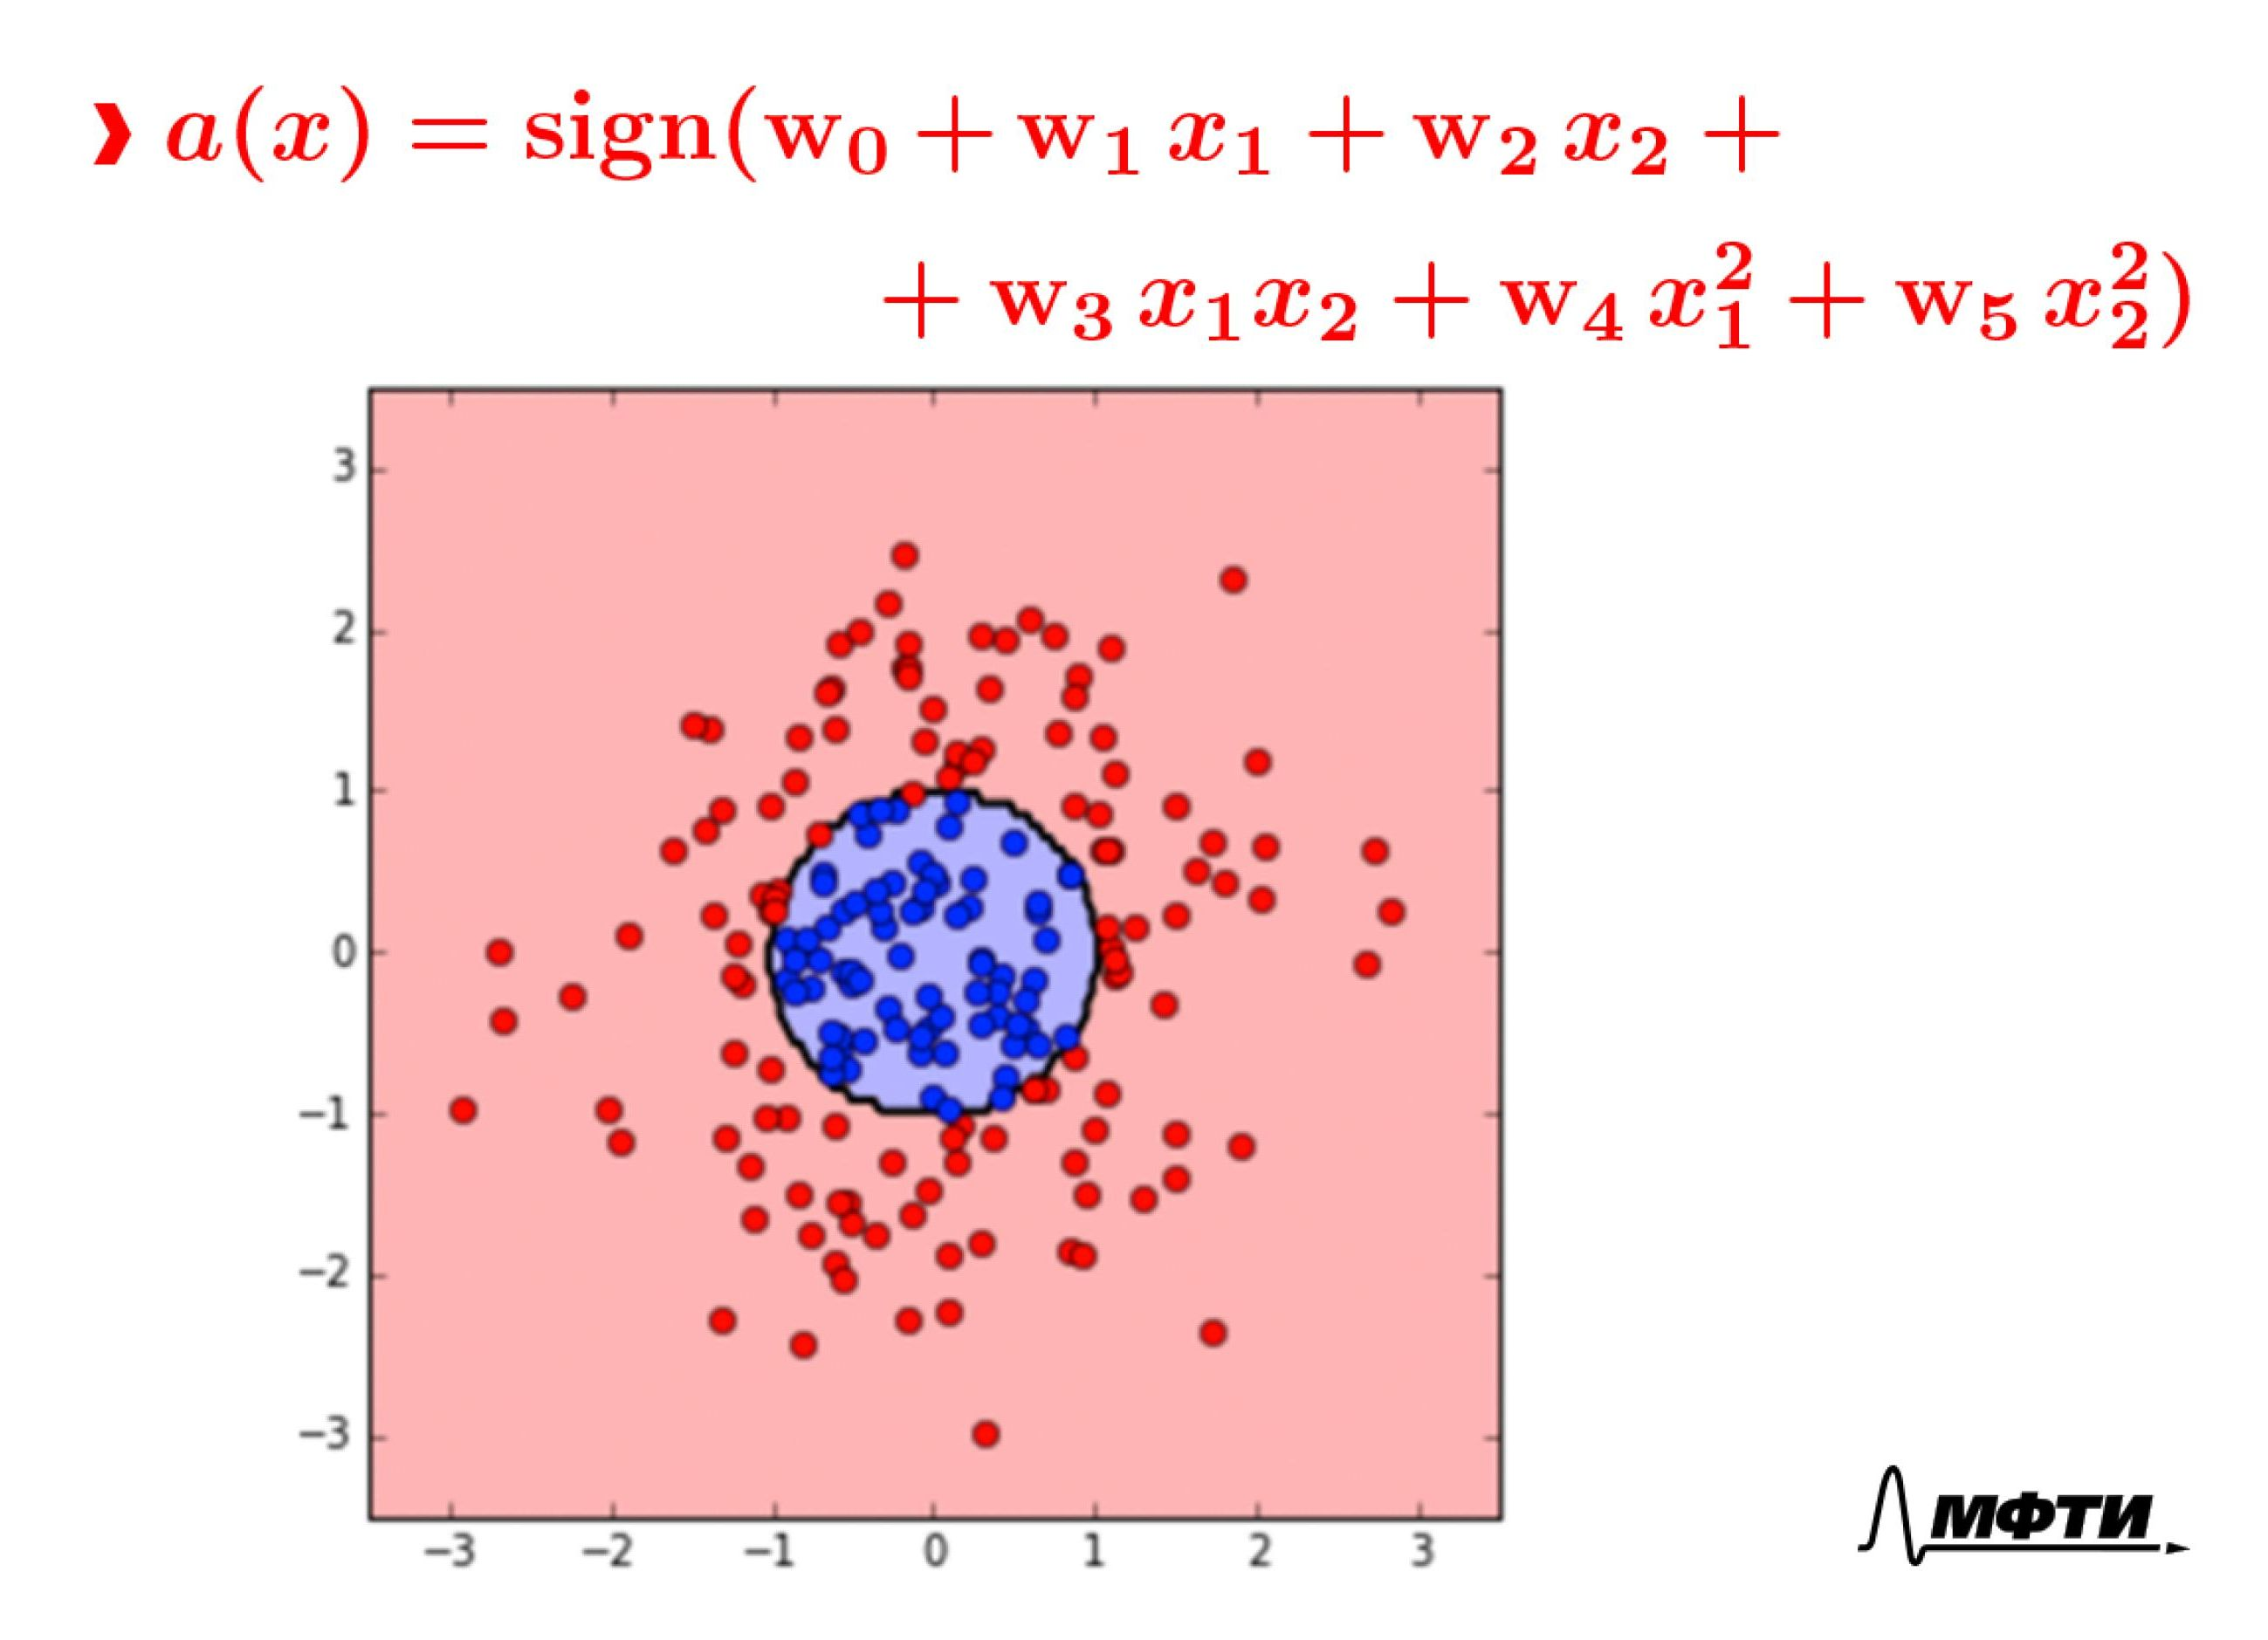 ❯ a(x) = sign(w₀ + w₁ x₁ + w₂ x₂ +
+ w₃ x₁x₂ + w₄ x₁² + w₅ x₂²)
3
2
1
0
−1
−2
−3
−3 −2 −1 0 1 2 3
МФТИ